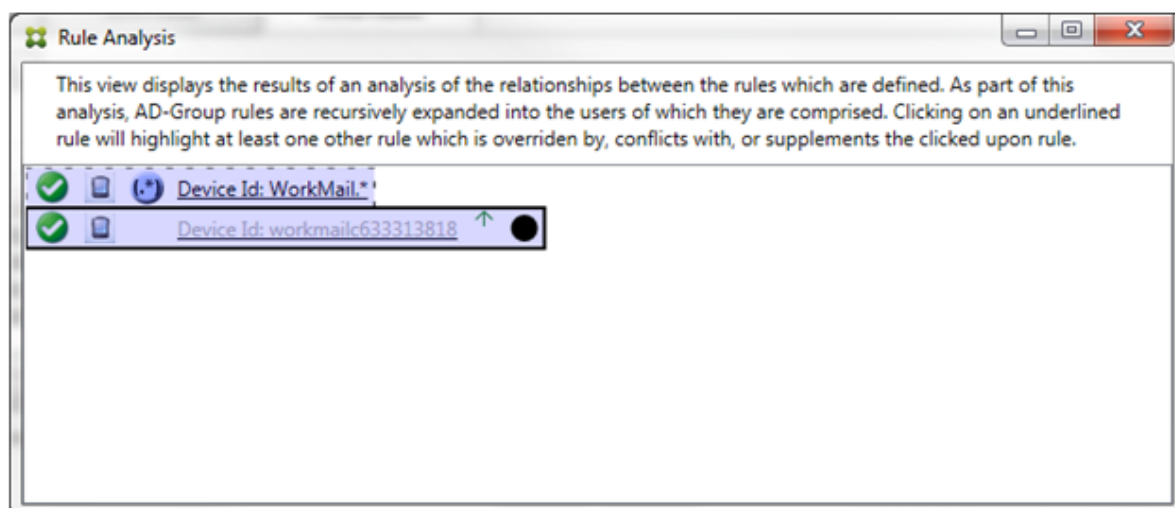 Rule Analysis
This view displays the results of an analysis of the relationships between the rules which are defined. As part of this
analysis, AD-Group rules are recursively expanded into the users of which they are comprised. Clicking on an underlined
rule will highlight at least one other rule which is overriden by, conflicts with, or supplements the clicked upon rule.
(.*) Device Id: WorkMail.*
Device Id: workmailc633313818